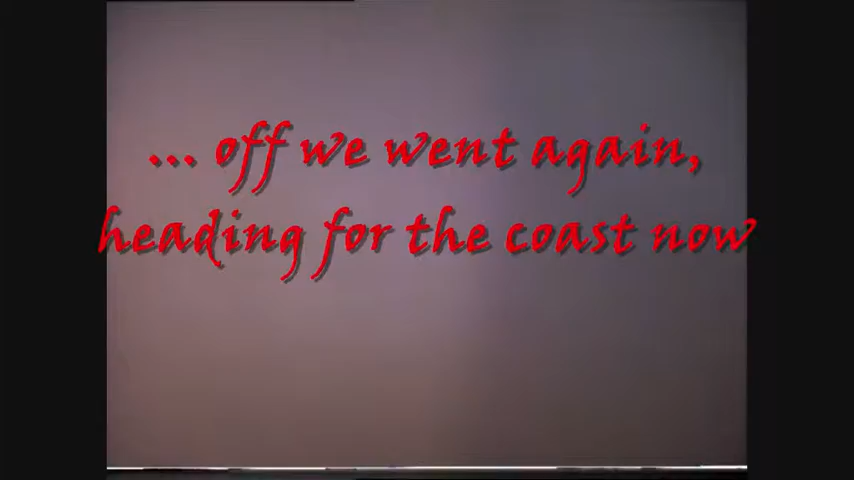 ... off we went again,
heading for the coast now